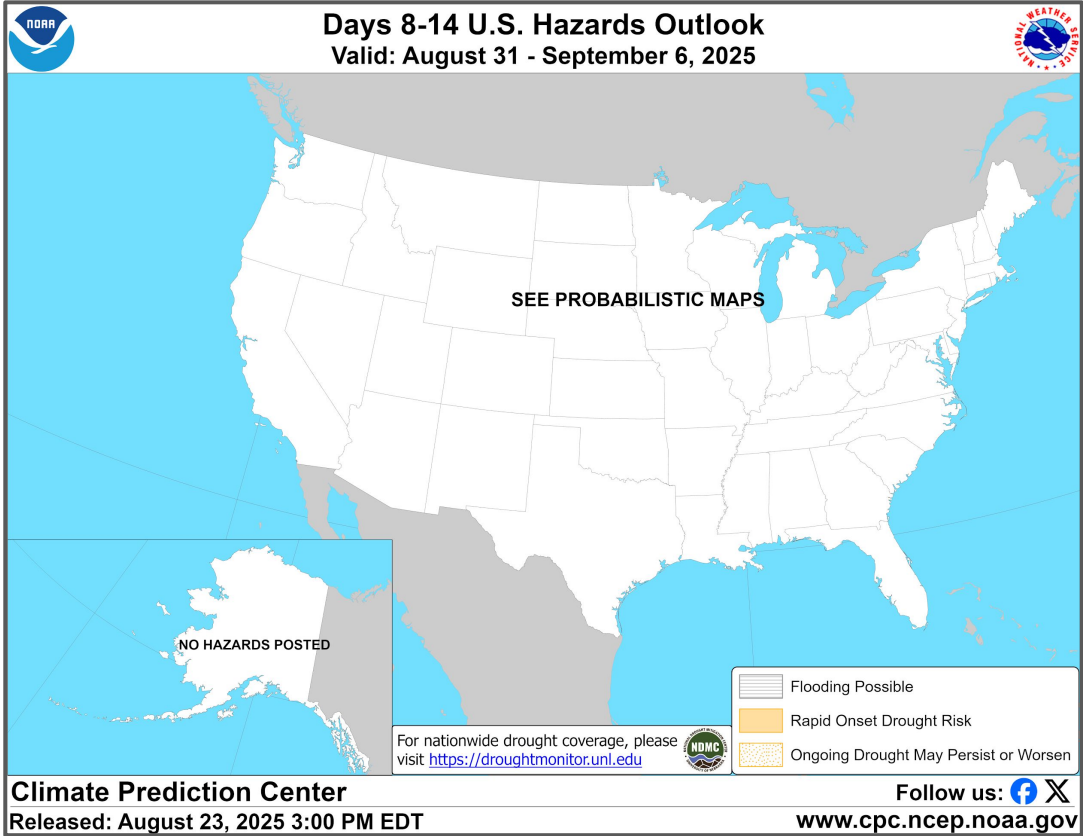 NOAA
Days 8-14 U.S. Hazards Outlook
Valid: August 31 - September 6, 2025
NATIONAL WEATHER SERVICE
SEE PROBABILISTIC MAPS
NO HAZARDS POSTED
Flooding Possible
Rapid Onset Drought Risk
Ongoing Drought May Persist or Worsen
For nationwide drought coverage, please
visit https://droughtmonitor.unl.edu
NDMC
Climate Prediction Center
Released: August 23, 2025 3:00 PM EDT
Follow us:
www.cpc.ncep.noaa.gov